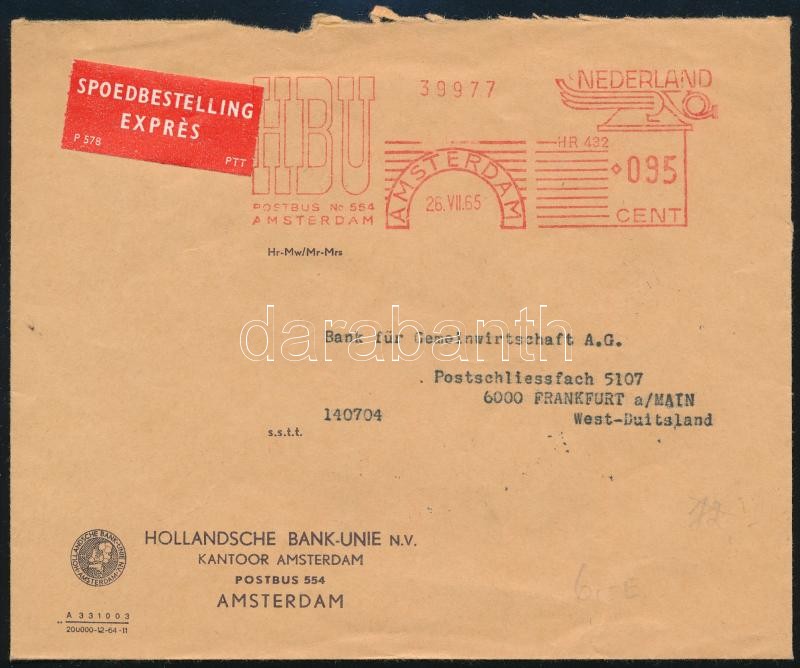 SPOEDBESTELLING
EXPRÈS
P 578
PTT
HBU
POSTBUS No. 554
AMSTERDAM
39977
AMSTERDAM
26.VII.65
NEDERLAND
HR 432
095
CENT
Hr-Mw/Mr-Mrs
darabanth
Bank für Gemeinwirtschaft A.G.
Postschliessfach 5107
6000 FRANKFURT a/MAIN
140704
West-Duitsland
s.s.t.t.
HOLLANDSCHE BANK-UNIE N.V.
KANTOOR AMSTERDAM
POSTBUS 554
AMSTERDAM
A 331003
200000-12-64-11